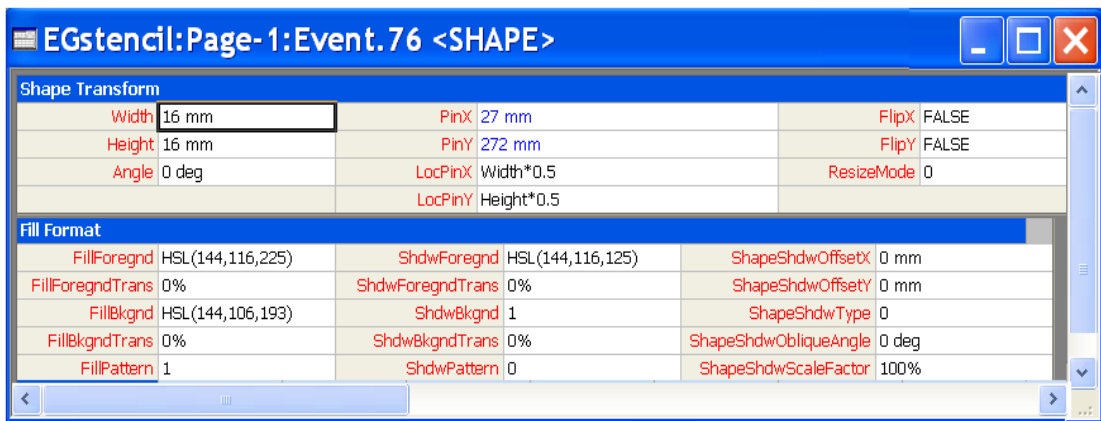 EGstencil:Page-1:Event.76 <SHAPE>
Shape Transform
Width 16 mm PinX 27 mm FlipX FALSE
Height 16 mm PinY 272 mm FlipY FALSE
Angle 0 deg LocPinX Width*0.5 ResizeMode 0
LocPinY Height*0.5
Fill Format
FillForegnd HSL(144,116,225) ShdwForegnd HSL(144,116,125) ShapeShdwOffsetX 0 mm
FillForegndTrans 0% ShdwForegndTrans 0% ShapeShdwOffsetY 0 mm
FillBkgnd HSL(144,106,193) ShdwBkgnd 1 ShapeShdwType 0
FillBkgndTrans 0% ShdwBkgndTrans 0% ShapeShdwObliqueAngle 0 deg
FillPattern 1 ShdwPattern 0 ShapeShdwScaleFactor 100%